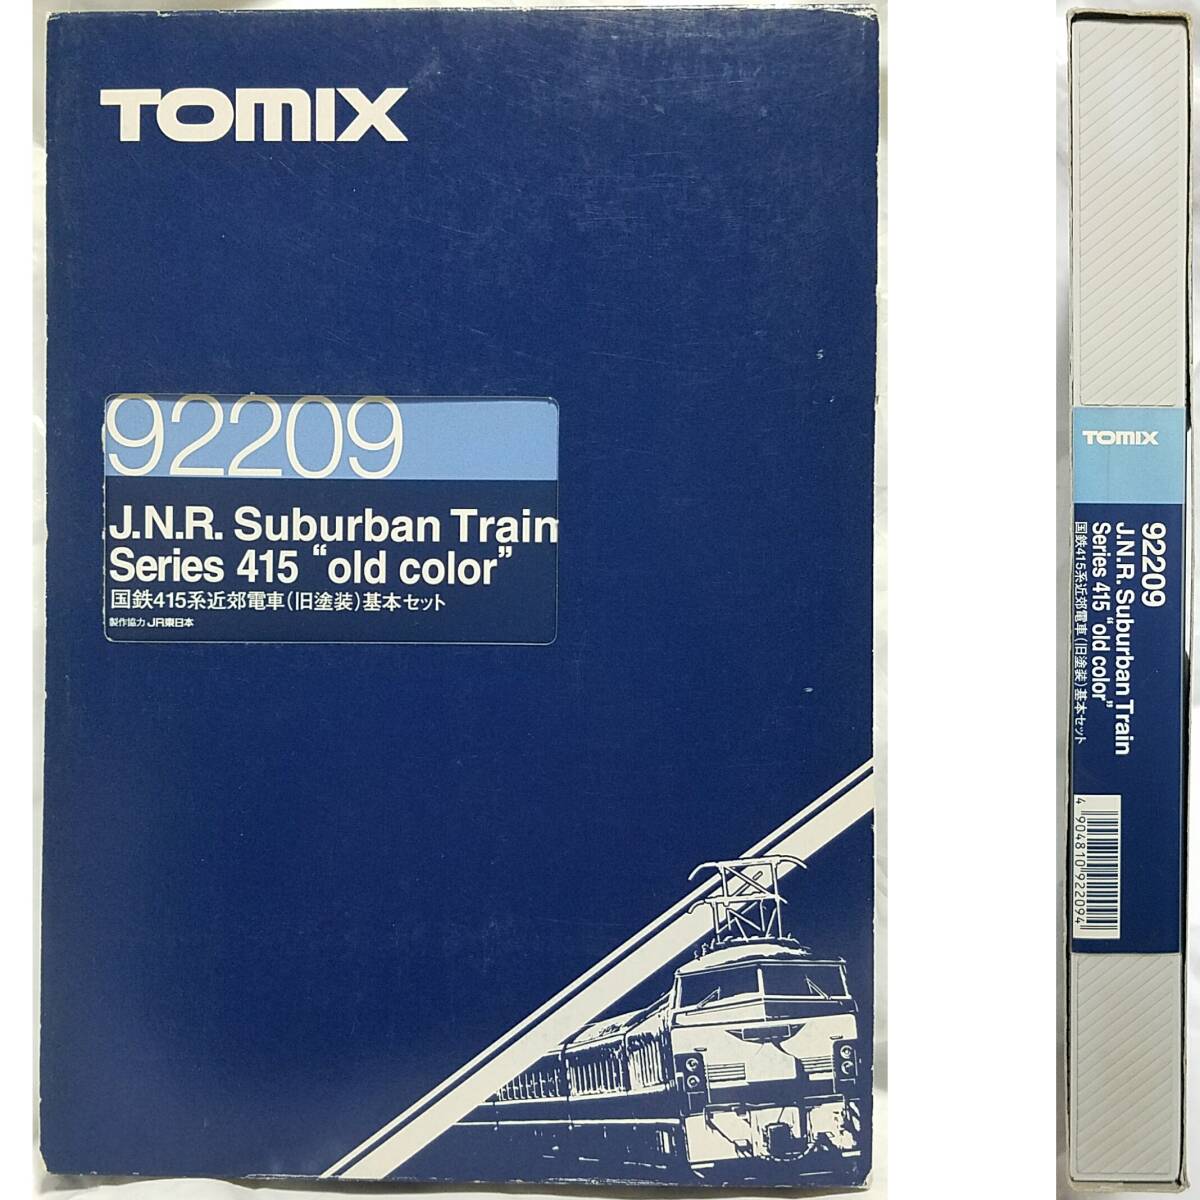 TOMIX
92209
J.N.R. Suburban Train
Series 415 “old color”
国鉄415系近郊電車(旧塗装)基本セット
製作協力 JR東日本
TOMIX
92209
J.N.R. Suburban Train
Series 415 “old color”
国鉄415系近郊電車(旧塗装)基本セット
4 904810 922094